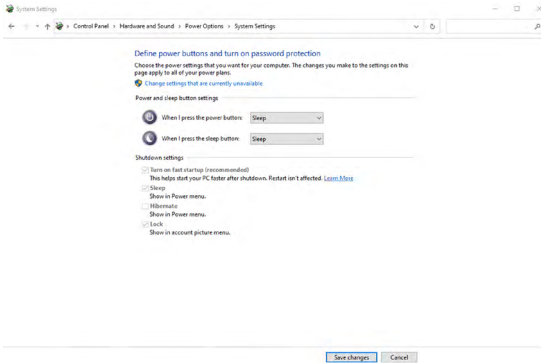 System Settings
Control Panel > Hardware and Sound > Power Options > System Settings
Define power buttons and turn on password protection
Choose the power settings that you want for your computer. The changes you make to the settings on this
page apply to all of your power plans.
Change settings that are currently unavailable
Power and sleep button settings
When I press the power button: Sleep
When I press the sleep button: Sleep
Shutdown settings
Turn on fast startup (recommended)
This helps start your PC faster after shutdown. Restart isn't affected. Learn More
Sleep
Show in Power menu.
Hibernate
Show in Power menu.
Lock
Show in account picture menu.
Save changes Cancel